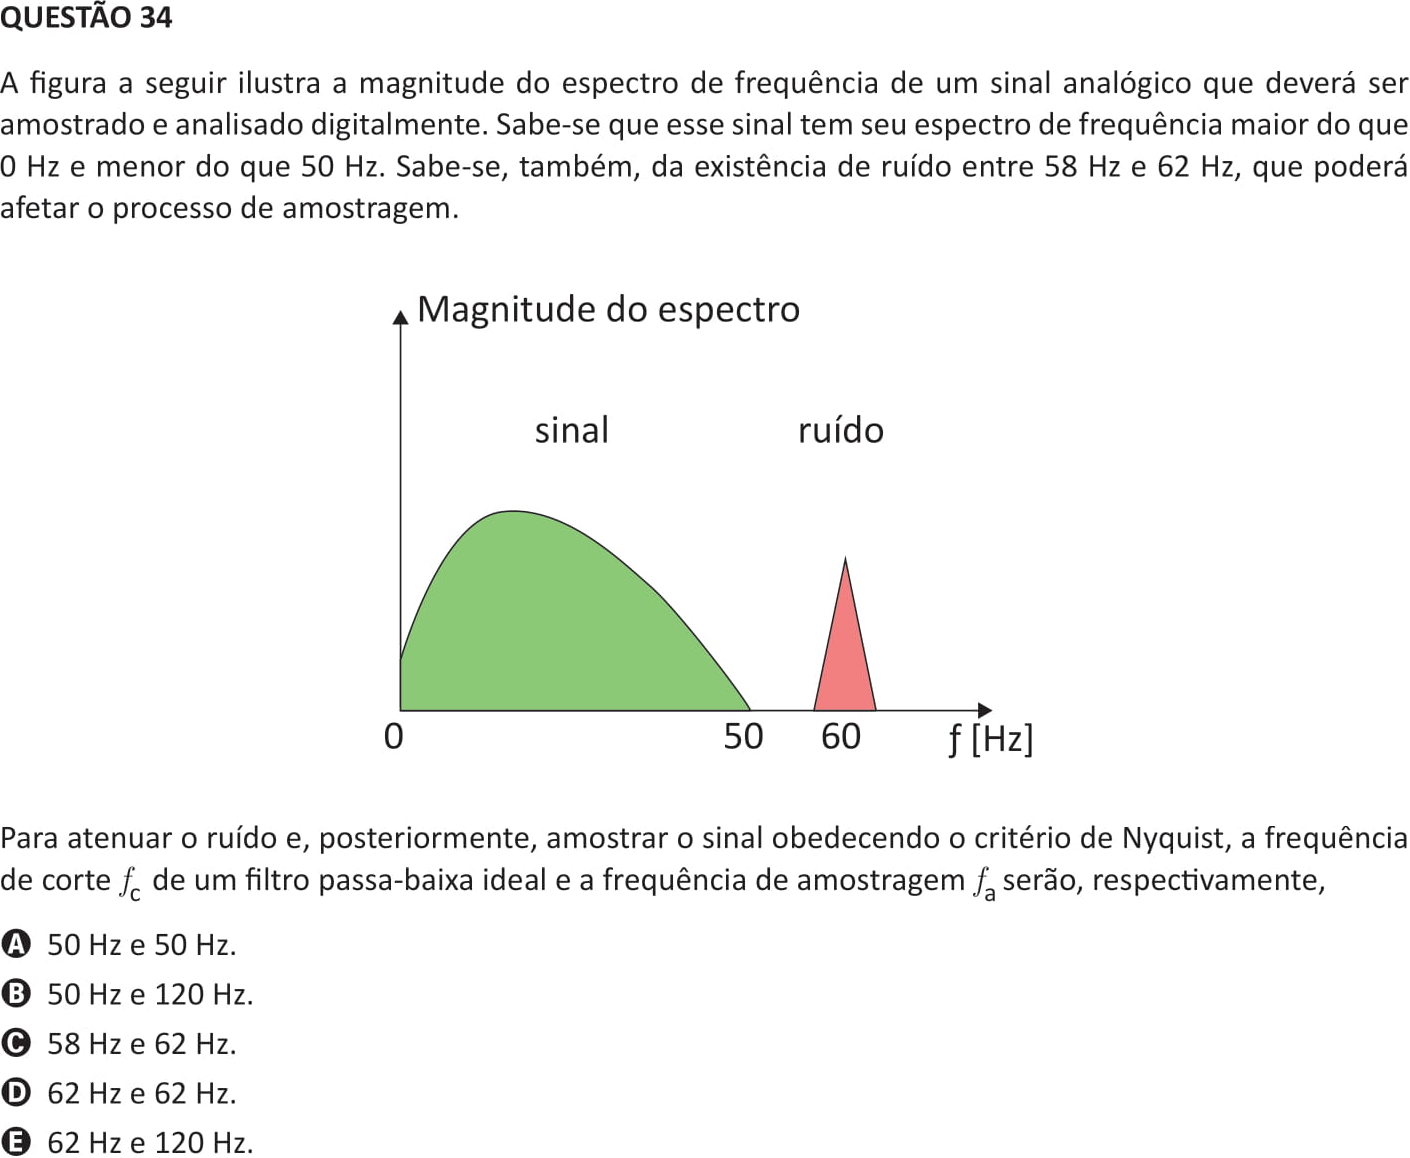 QUESTÃO 34
A figura a seguir ilustra a magnitude do espectro de frequência de um sinal analógico que deverá ser
amostrado e analisado digitalmente. Sabe-se que esse sinal tem seu espectro de frequência maior do que
0 Hz e menor do que 50 Hz. Sabe-se, também, da existência de ruído entre 58 Hz e 62 Hz, que poderá
afetar o processo de amostragem.
Magnitude do espectro
sinal ruído
0 50 60 ƒ [Hz]
Para atenuar o ruído e, posteriormente, amostrar o sinal obedecendo o critério de Nyquist, a frequência
de corte fc de um filtro passa-baixa ideal e a frequência de amostragem fa serão, respectivamente,
A 50 Hz e 50 Hz.
B 50 Hz e 120 Hz.
C 58 Hz e 62 Hz.
D 62 Hz e 62 Hz.
E 62 Hz e 120 Hz.